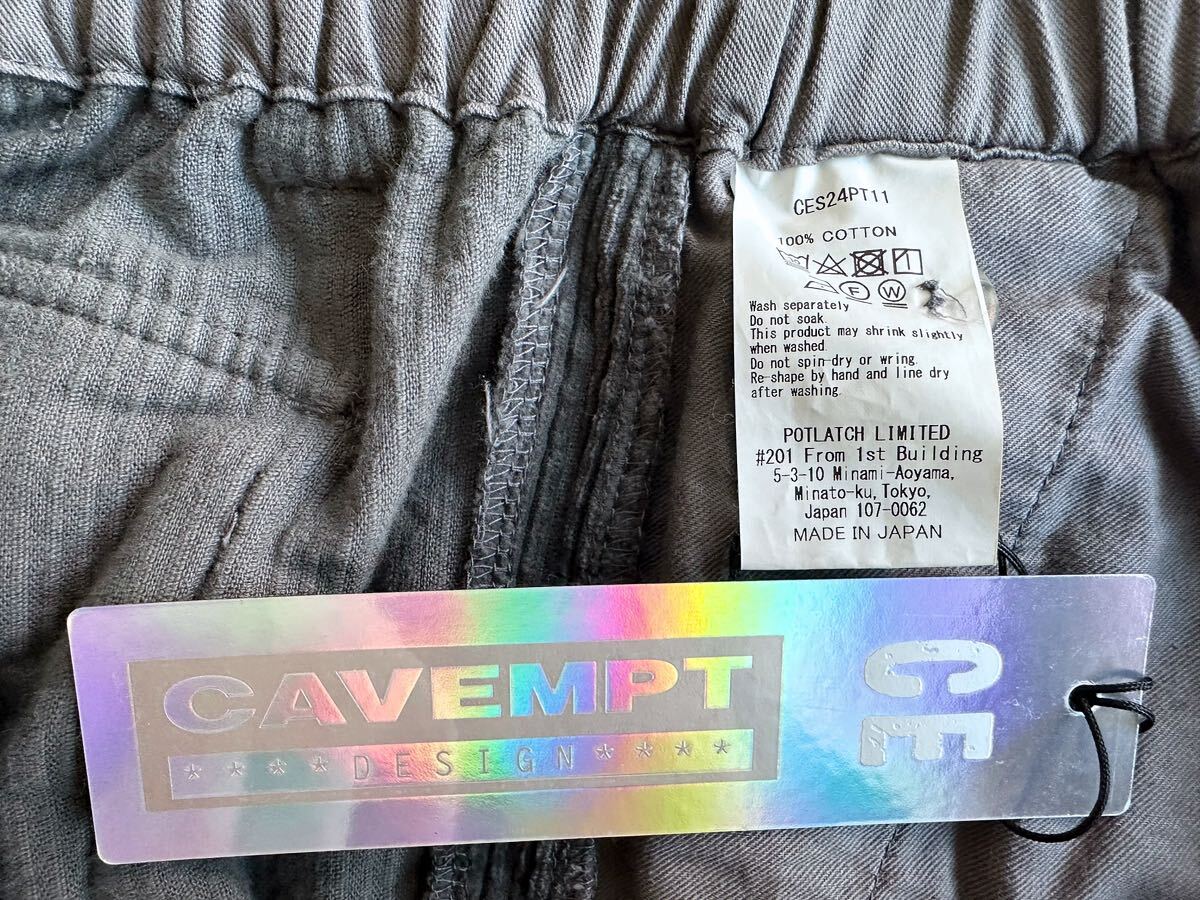 CES24PT11
100% COTTON
F W
Wash separately
Do not soak
This product may shrink slightly
when washed.
Do not spin-dry or wring.
Re-shape by hand and line dry
after washing.
POTLATCH LIMITED
#201 From 1st Building
5-3-10 Minami-Aoyama,
Minato-ku, Tokyo,
Japan 107-0062
MADE IN JAPAN
CAVEMPT
****DESIGN****
CE